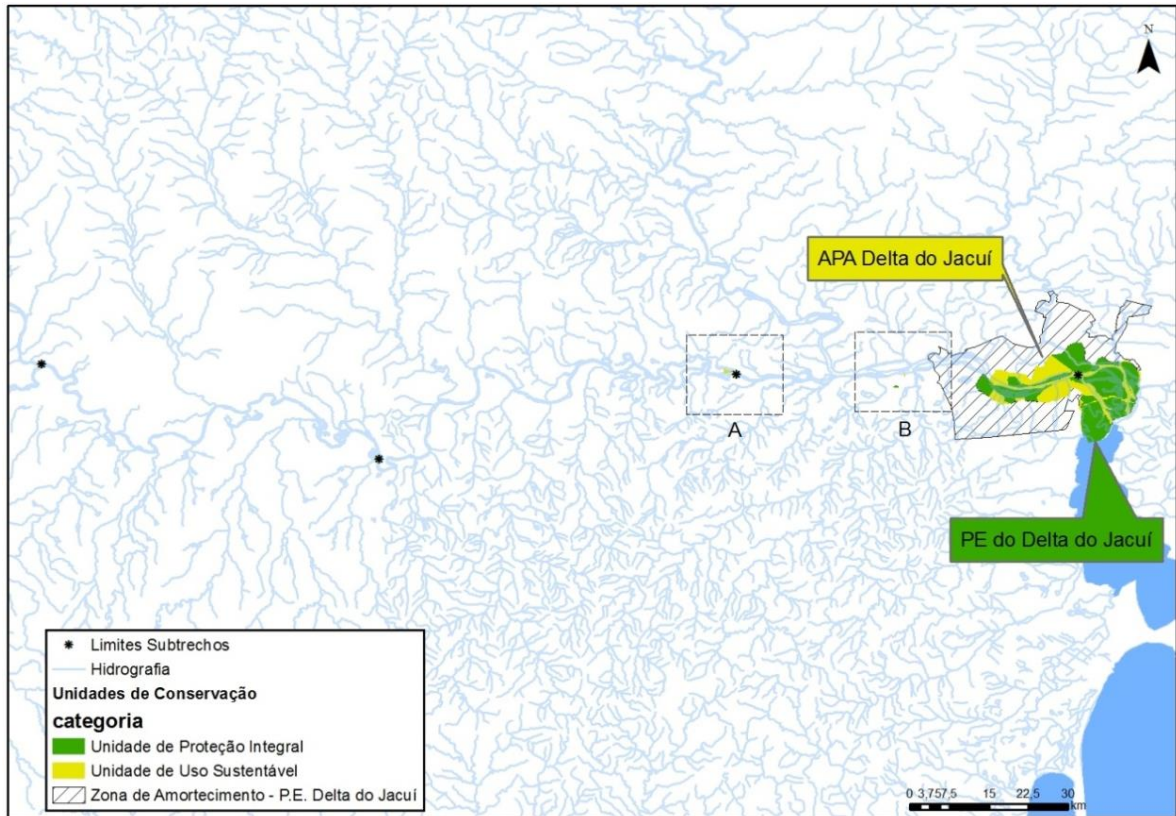 N
APA Delta do Jacuí
A
B
PE do Delta do Jacuí
Limites Subtrechos
Hidrografia
Unidades de Conservação
categoria
Unidade de Proteção Integral
Unidade de Uso Sustentável
Zona de Amortecimento - P.E. Delta do Jacuí
0 3,757,5 15 22,5 30
km